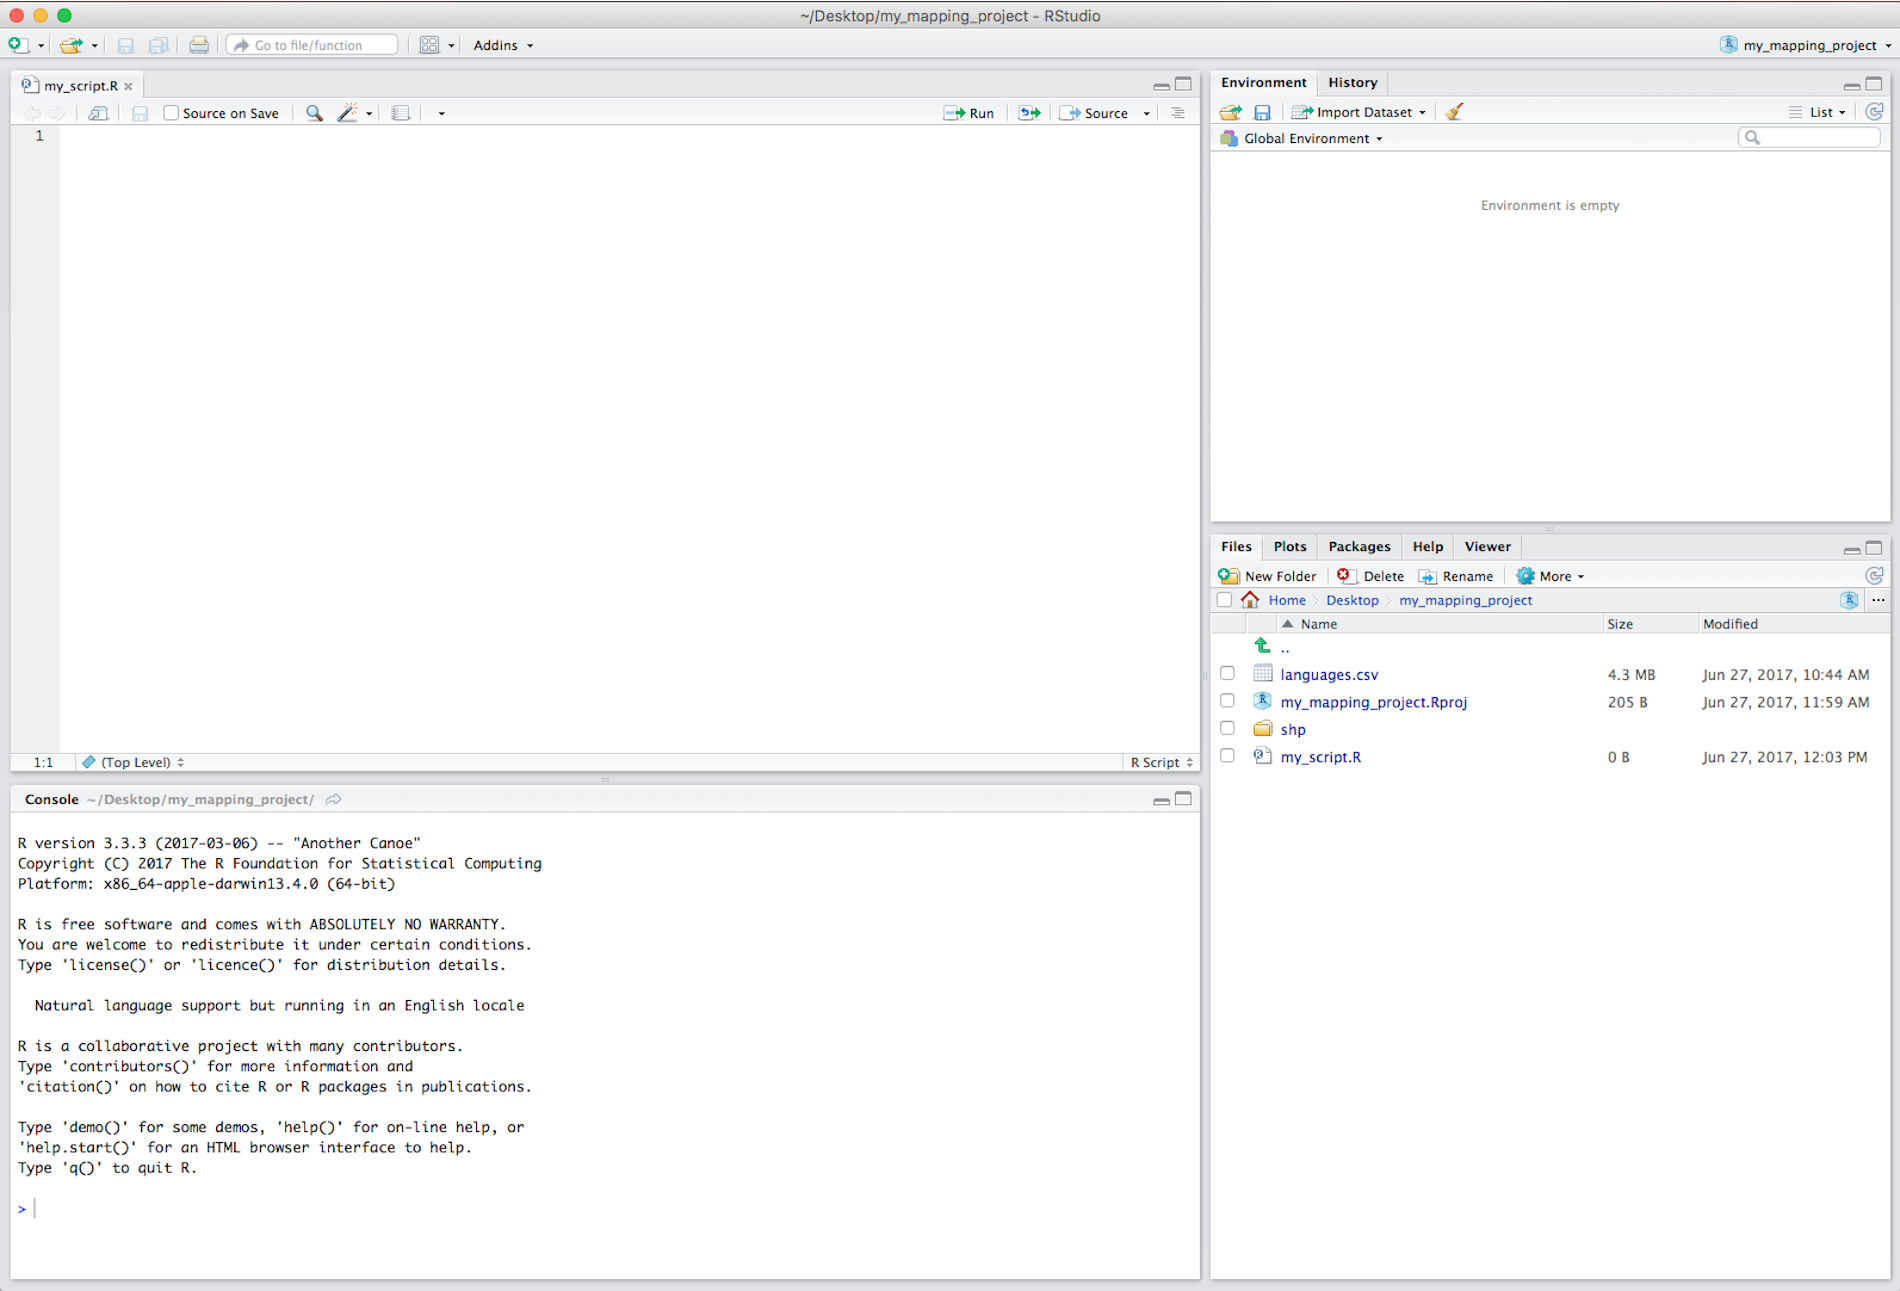 ~/Desktop/my_mapping_project - RStudio
Go to file/function
Addins
my_mapping_project
my_script.R
Source on Save
Run
Source
1
1:1
(Top Level)
R Script
Console ~/Desktop/my_mapping_project/
R version 3.3.3 (2017-03-06) -- "Another Canoe"
Copyright (C) 2017 The R Foundation for Statistical Computing
Platform: x86_64-apple-darwin13.4.0 (64-bit)
R is free software and comes with ABSOLUTELY NO WARRANTY.
You are welcome to redistribute it under certain conditions.
Type 'license()' or 'licence()' for distribution details.
Natural language support but running in an English locale
R is a collaborative project with many contributors.
Type 'contributors()' for more information and
'citation()' on how to cite R or R packages in publications.
Type 'demo()' for some demos, 'help()' for on-line help, or
'help.start()' for an HTML browser interface to help.
Type 'q()' to quit R.
>
Environment History
Import Dataset
List
Global Environment
Environment is empty
Files Plots Packages Help Viewer
New Folder Delete Rename More
Home Desktop my_mapping_project
...
Name Size Modified
..
languages.csv 4.3 MB Jun 27, 2017, 10:44 AM
my_mapping_project.Rproj 205 B Jun 27, 2017, 11:59 AM
shp
my_script.R 0 B Jun 27, 2017, 12:03 PM